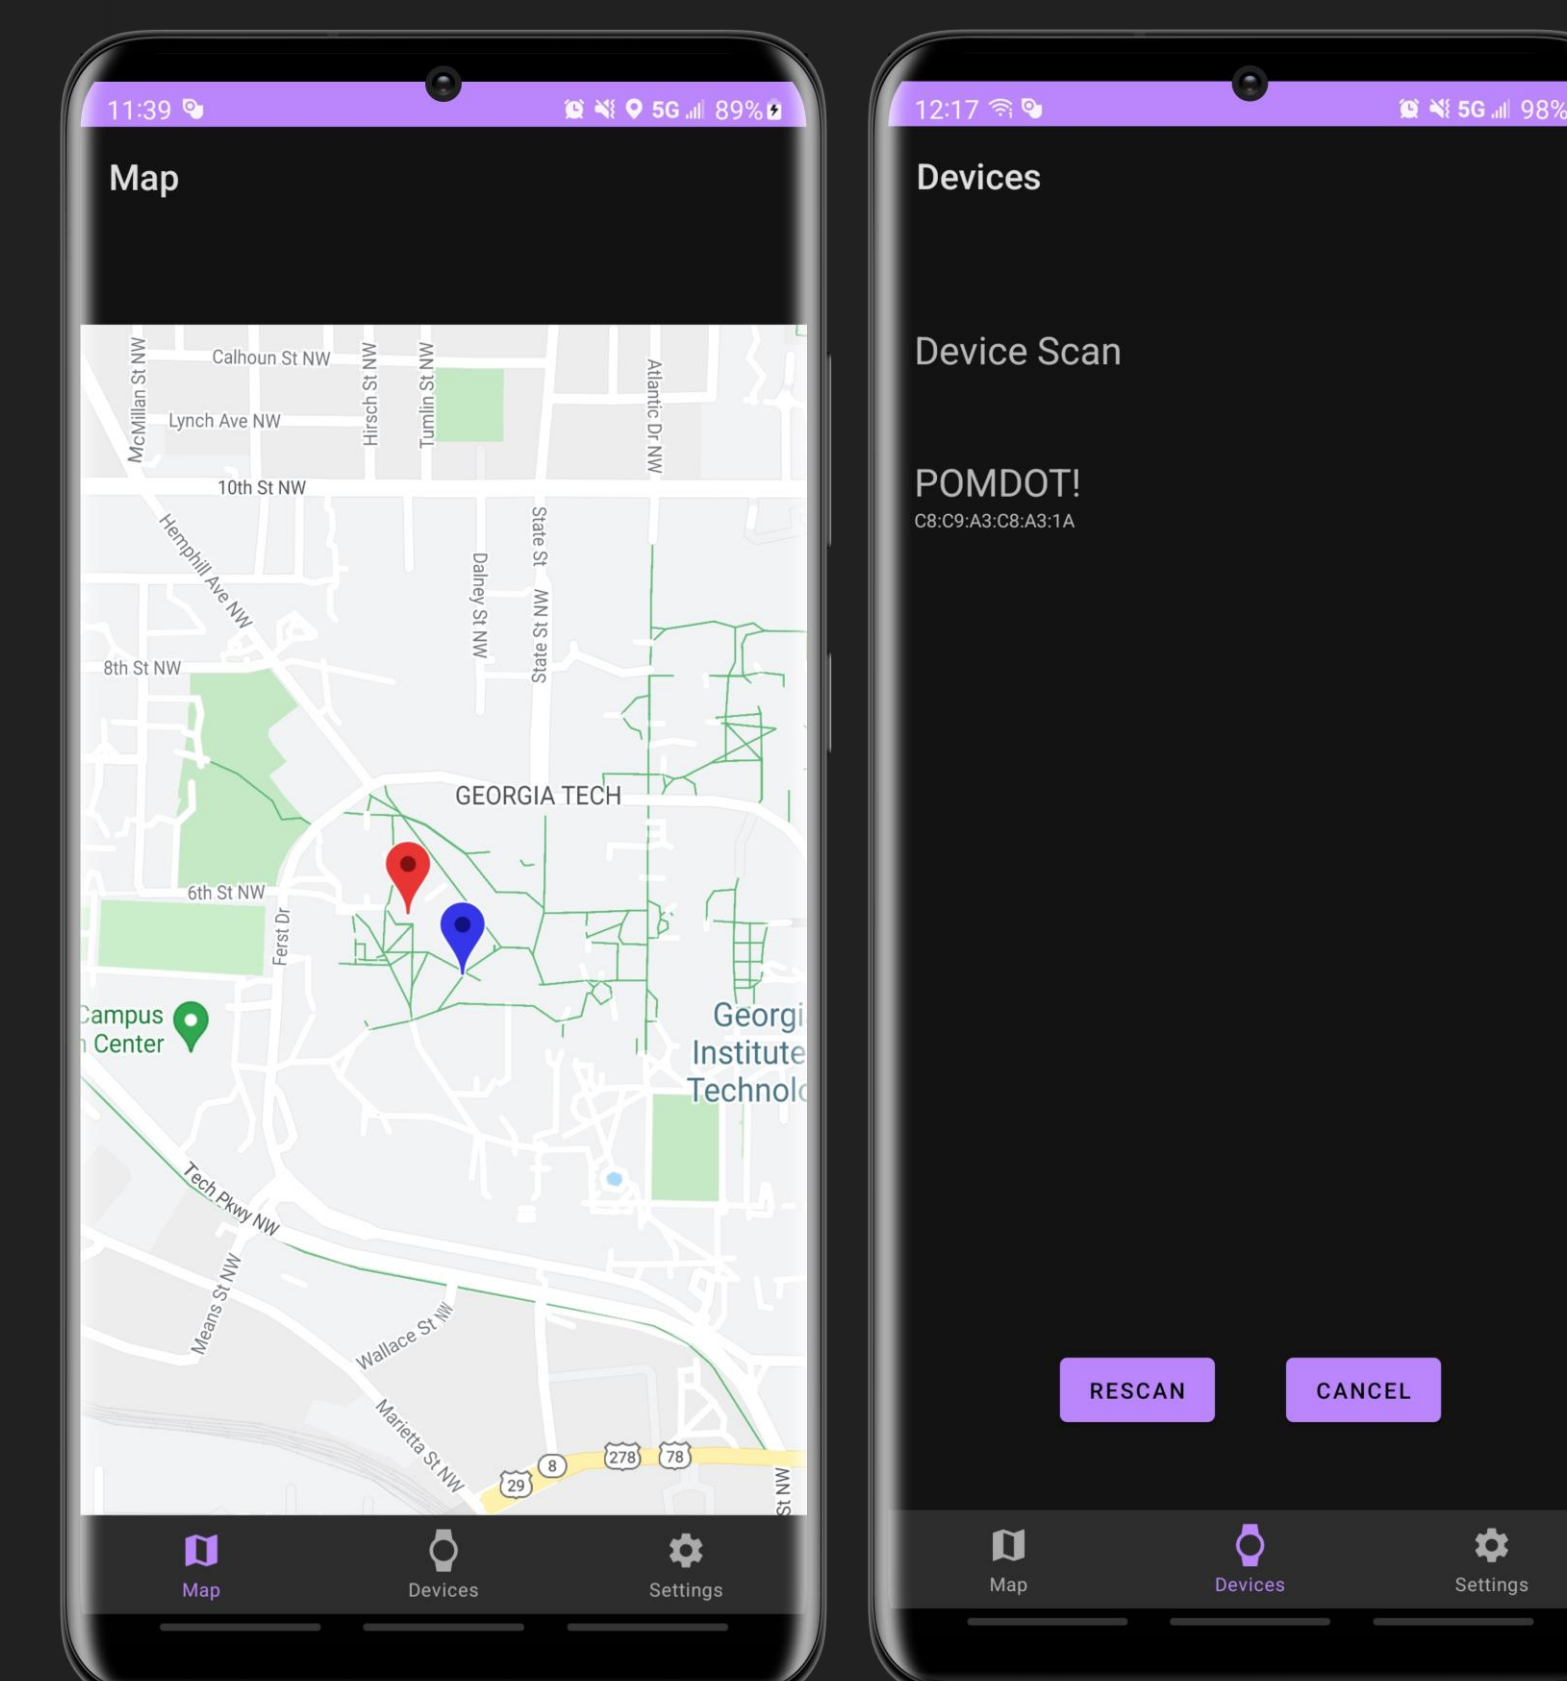 11:39
5G 89%
Map
McMillan St NW
Calhoun St NW
Hirsch St NW
Tumlin St NW
Atlantic Dr NW
Lynch Ave NW
10th St NW
Hemphill Ave NW
State St
Dalney St NW
State St NW
8th St NW
GEORGIA TECH
6th St NW
Ferst Dr
Campus
Center
Georgi
Institute
Technolo
Tech Pkwy NW
Means St NW
Wallace St NW
Marietta St NW
29
8
278
78
St NW
Map
Devices
Settings
12:17
5G 98%
Devices
Device Scan
POMDOT!
C8:C9:A3:C8:A3:1A
RESCAN
CANCEL
Map
Devices
Settings